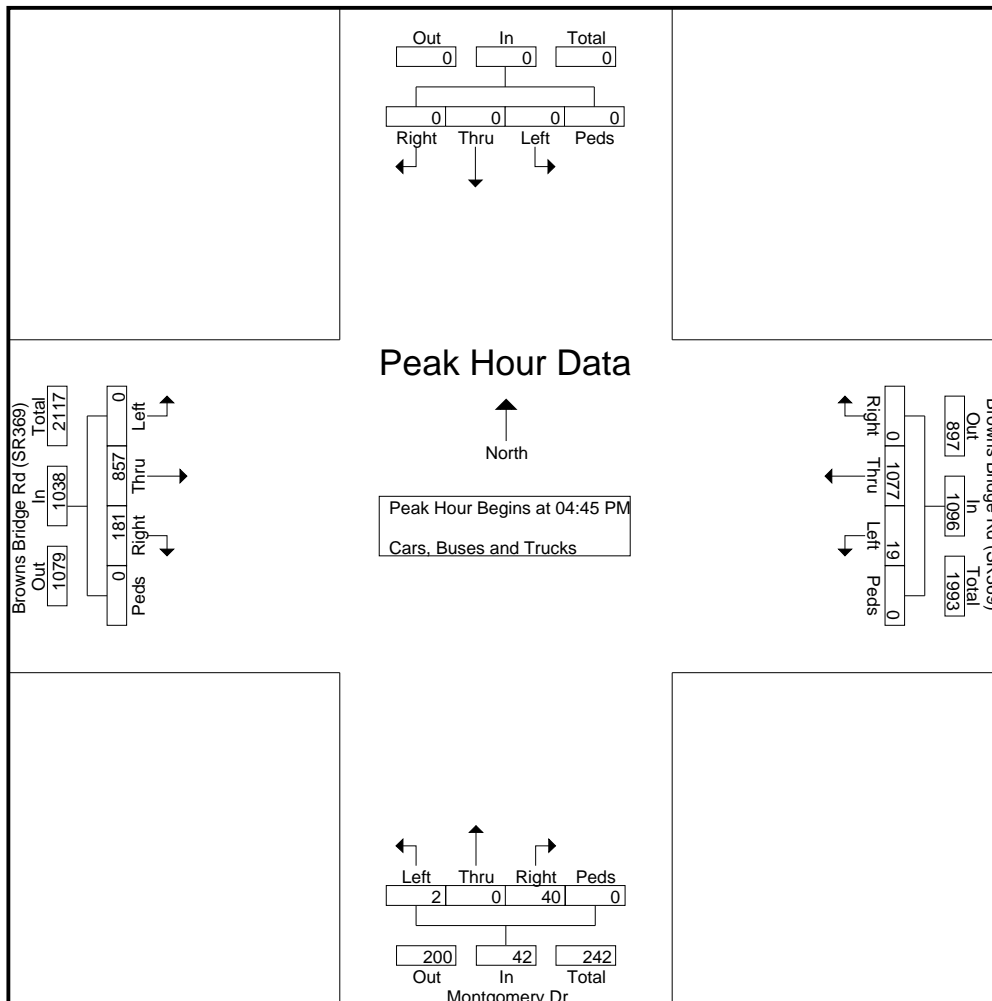 Out In Total
0 0 0
0 0 0 0
Right Thru Left Peds
Peak Hour Data
North
Peak Hour Begins at 04:45 PM
Cars, Buses and Trucks
Browns Bridge Rd (SR369)
Out In Total
1079 1038 2117
Left Thru Right Peds
0 857 181 0
Browns Bridge Rd (SR369)
Out In Total
897 1096 1993
Right Thru Left Peds
0 1077 19 0
Left Thru Right Peds
2 0 40 0
200 42 242
Out In Total
Montgomery Dr